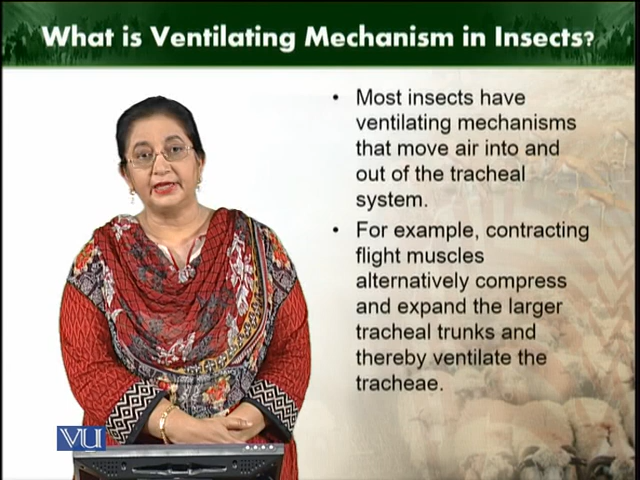 What is Ventilating Mechanism in Insects?
• Most insects have
ventilating mechanisms
that move air into and
out of the tracheal
system.
• For example, contracting
flight muscles
alternatively compress
and expand the larger
tracheal trunks and
thereby ventilate the
tracheae.
VU